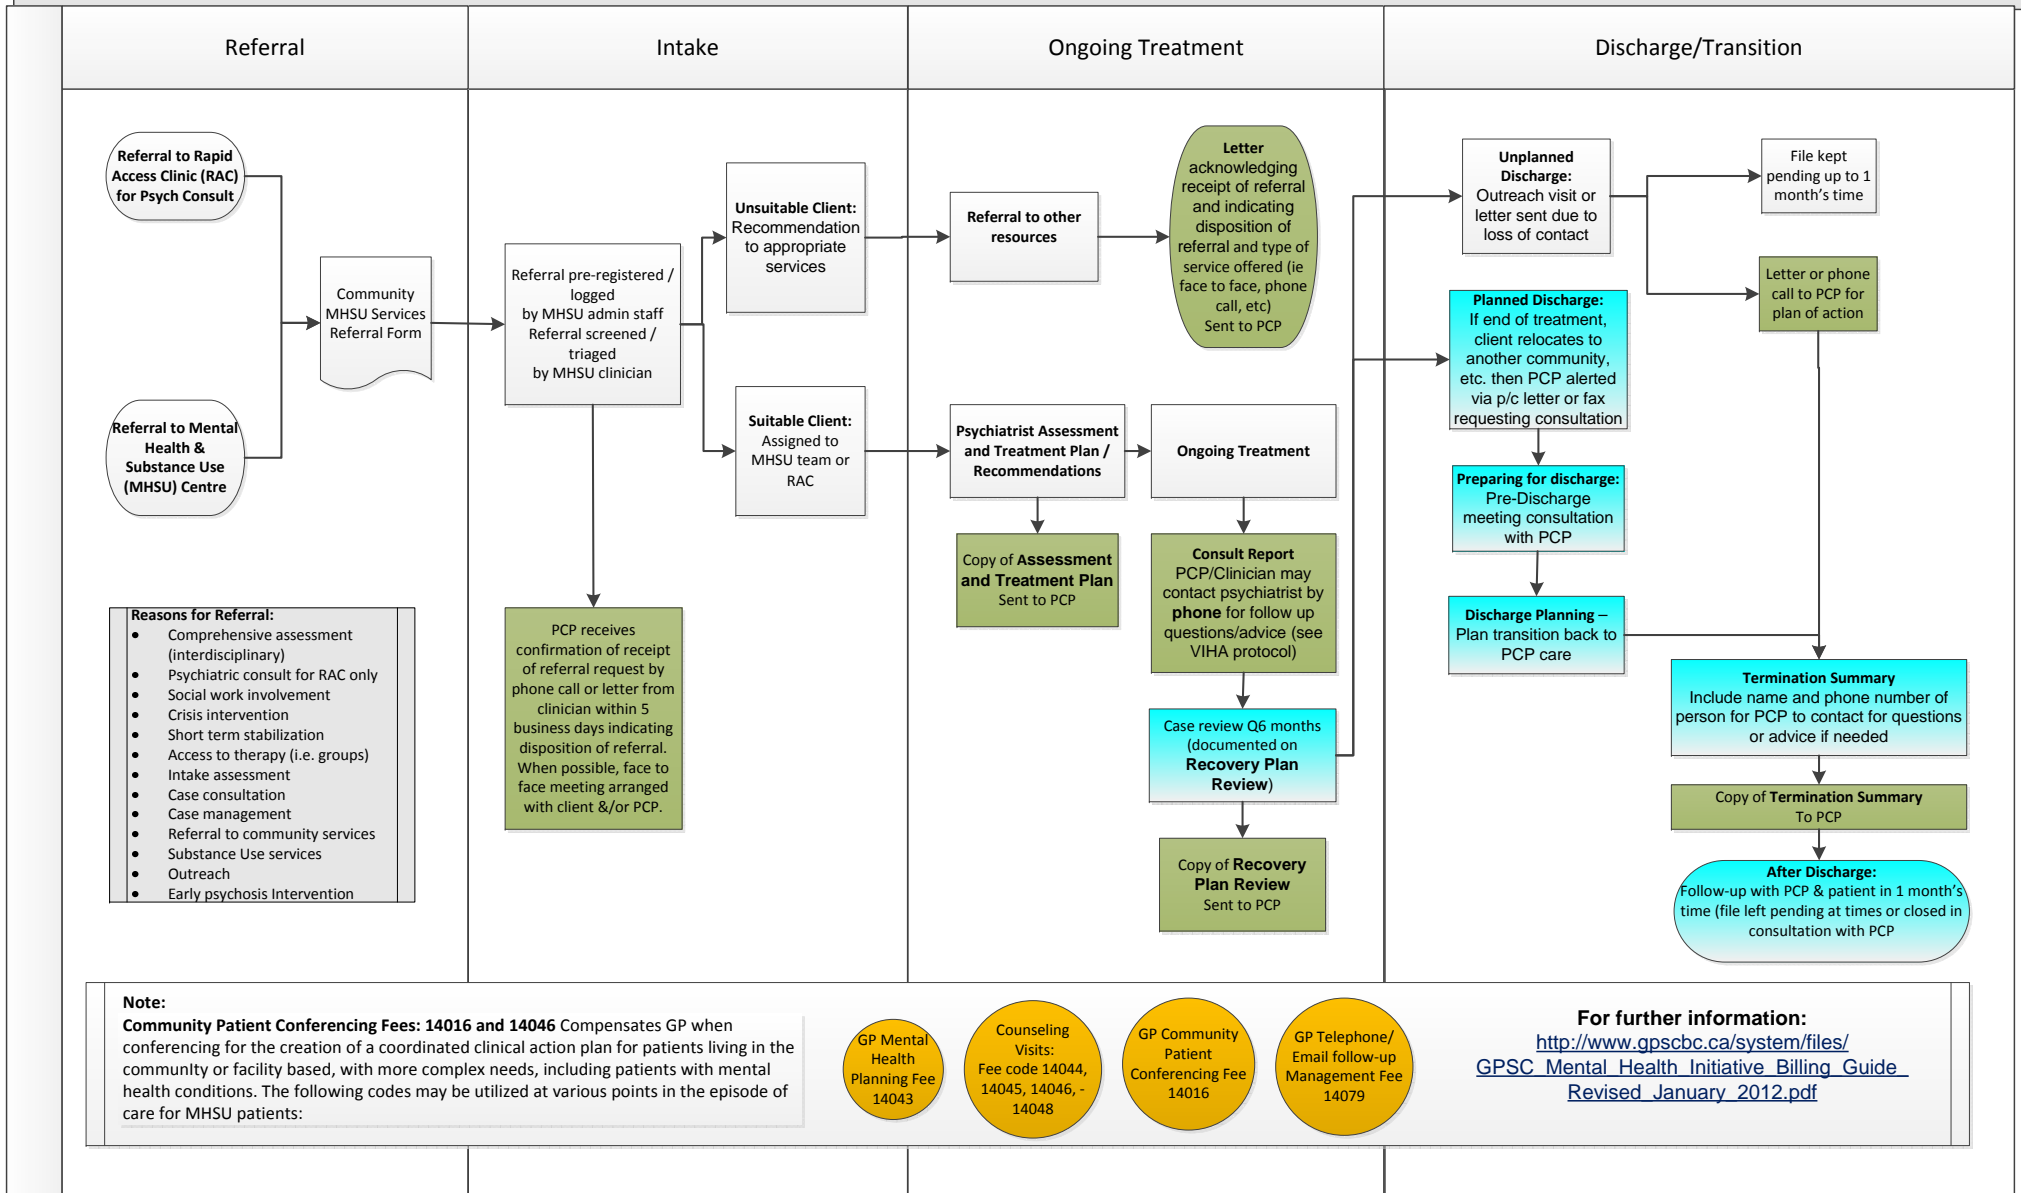 Referral
Intake
Ongoing Treatment
Discharge/Transition
Referral to Rapid
Access Clinic (RAC)
for Psych Consult
Referral to Mental
Health &
Substance Use
(MHSU) Centre
Community
MHSU Services
Referral Form
Reasons for Referral:
• Comprehensive assessment
(interdisciplinary)
• Psychiatric consult for RAC only
• Social work involvement
• Crisis intervention
• Short term stabilization
• Access to therapy (i.e. groups)
• Intake assessment
• Case consultation
• Case management
• Referral to community services
• Substance Use services
• Outreach
• Early psychosis Intervention
Referral pre-registered /
logged
by MHSU admin staff
Referral screened /
triaged
by MHSU clinician
Unsuitable Client:
Recommendation
to appropriate
services
Suitable Client:
Assigned to
MHSU team or
RAC
PCP receives
confirmation of receipt
of referral request by
phone call or letter from
clinician within 5
business days indicating
disposition of referral.
When possible, face to
face meeting arranged
with client &/or PCP.
Referral to other
resources
Letter
acknowledging
receipt of referral
and indicating
disposition of
referral and type of
service offered (ie
face to face, phone
call, etc)
Sent to PCP
Psychiatrist Assessment
and Treatment Plan /
Recommendations
Ongoing Treatment
Copy of Assessment
and Treatment Plan
Sent to PCP
Consult Report
PCP/Clinician may
contact psychiatrist by
phone for follow up
questions/advice (see
VIHA protocol)
Case review Q6 months
(documented on
Recovery Plan
Review)
Copy of Recovery
Plan Review
Sent to PCP
Unplanned
Discharge:
Outreach visit or
letter sent due to
loss of contact
File kept
pending up to 1
month's time
Letter or phone
call to PCP for
plan of action
Planned Discharge:
If end of treatment,
client relocates to
another community,
etc. then PCP alerted
via p/c letter or fax
requesting consultation
Preparing for discharge:
Pre-Discharge
meeting consultation
with PCP
Discharge Planning –
Plan transition back to
PCP care
Termination Summary
Include name and phone number of
person for PCP to contact for questions
or advice if needed
Copy of Termination Summary
To PCP
After Discharge:
Follow-up with PCP & patient in 1 month's
time (file left pending at times or closed in
consultation with PCP
Note:
Community Patient Conferencing Fees: 14016 and 14046 Compensates GP when
conferencing for the creation of a coordinated clinical action plan for patients living in the
communIty or facility based, with more complex needs, including patients with mental
health conditions. The following codes may be utilized at various points in the episode of
care for MHSU patients:
GP Mental
Health
Planning Fee
14043
Counseling
Visits:
Fee code 14044,
14045, 14046, -
14048
GP Community
Patient
Conferencing Fee
14016
GP Telephone/
Email follow-up
Management Fee
14079
For further information:
http://www.gpscbc.ca/system/files/
GPSC_Mental_Health_Initiative_Billing_Guide_
Revised_January_2012.pdf